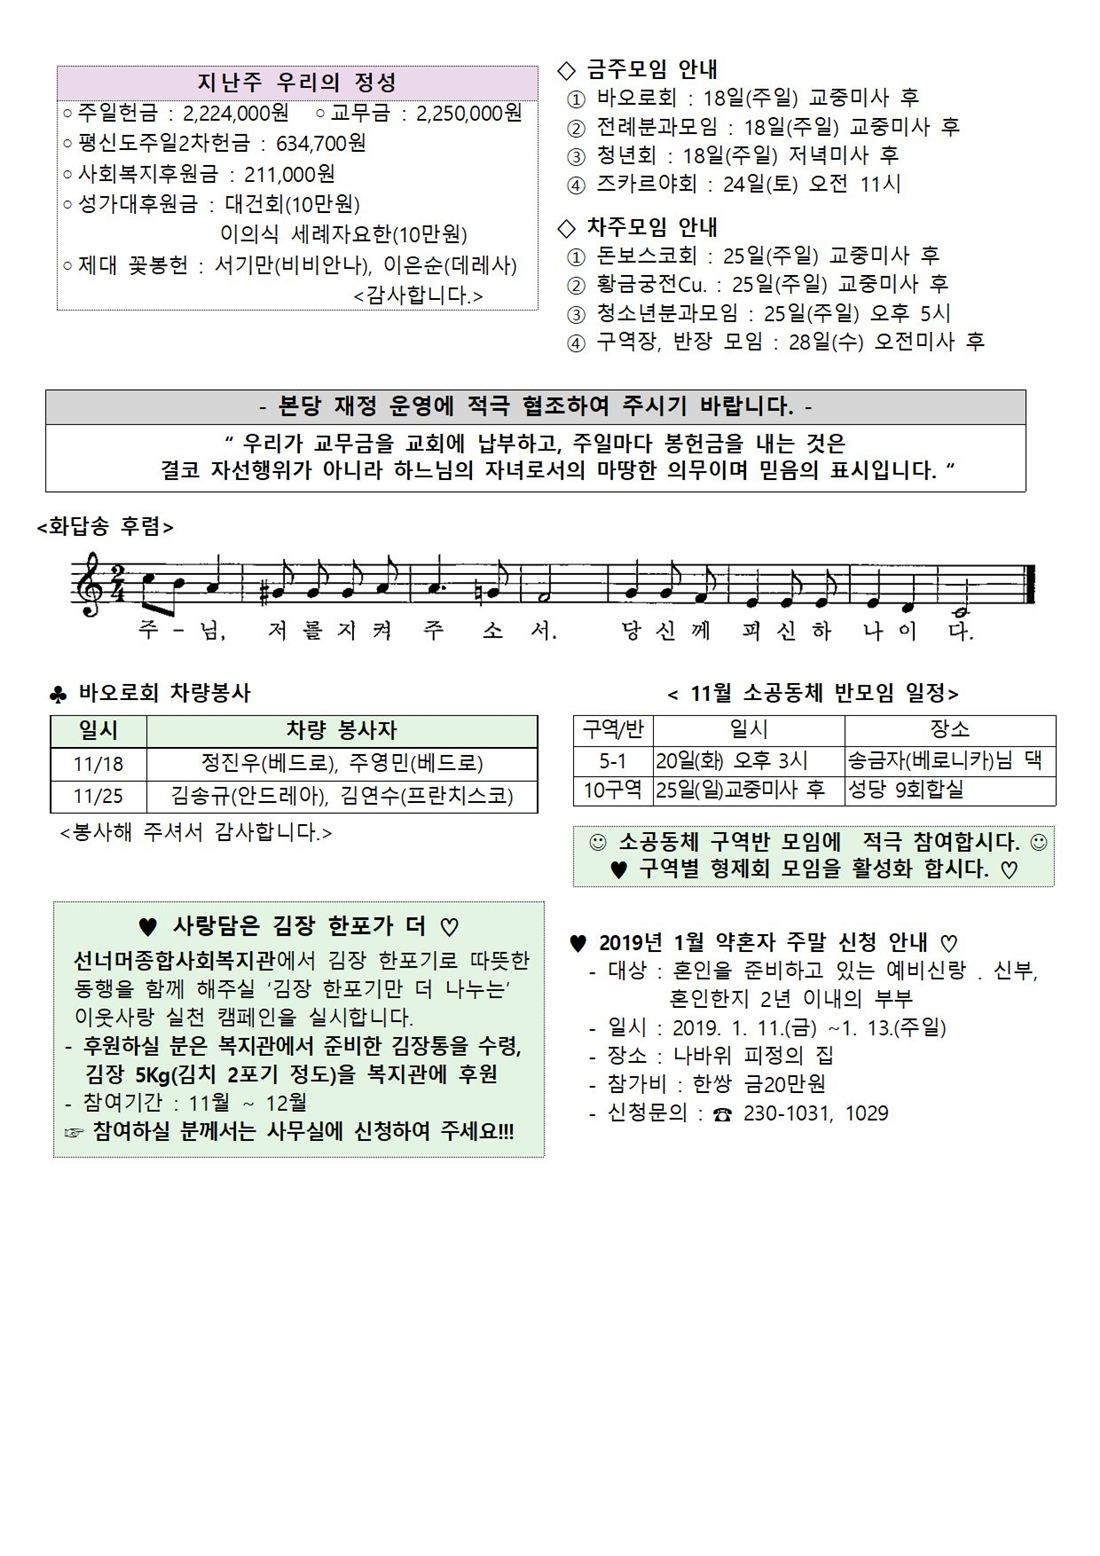 지난주 우리의 정성
○ 주일헌금 : 2,224,000원 ○ 교무금 : 2,250,000원
○ 평신도주일2차헌금 : 634,700원
○ 사회복지후원금 : 211,000원
○ 성가대후원금 : 대건회(10만원)
이의식 세례자요한(10만원)
○ 제대 꽃봉헌 : 서기만(비비안나), 이은순(데레사)
<감사합니다.>
◇ 금주모임 안내
① 바오로회 : 18일(주일) 교중미사 후
② 전례분과모임 : 18일(주일) 교중미사 후
③ 청년회 : 18일(주일) 저녁미사 후
④ 즈카르야회 : 24일(토) 오전 11시
◇ 차주모임 안내
① 돈보스코회 : 25일(주일) 교중미사 후
② 황금궁전Cu. : 25일(주일) 교중미사 후
③ 청소년분과모임 : 25일(주일) 오후 5시
④ 구역장, 반장 모임 : 28일(수) 오전미사 후
- 본당 재정 운영에 적극 협조하여 주시기 바랍니다. -
“ 우리가 교무금을 교회에 납부하고, 주일마다 봉헌금을 내는 것은
결코 자선행위가 아니라 하느님의 자녀로서의 마땅한 의무이며 믿음의 표시입니다. “
<화답송 후렴>
2/4
주 - 님, 저 를 지 켜 주 소 서. 당 신 께 피 신 하 나 이 다.
♣ 바오로회 차량봉사
일시 차량 봉사자
11/18 정진우(베드로), 주영민(베드로)
11/25 김송규(안드레아), 김연수(프란치스코)
<봉사해 주셔서 감사합니다.>
< 11월 소공동체 반모임 일정>
구역/반 일시 장소
5-1 20일(화) 오후 3시 송금자(베로니카)님 댁
10구역 25일(일)교중미사 후 성당 9회합실
☺ 소공동체 구역반 모임에 적극 참여합시다. ☺
♥ 구역별 형제회 모임을 활성화 합시다. ♡
♥ 사랑담은 김장 한포가 더 ♡
선너머종합사회복지관에서 김장 한포기로 따뜻한
동행을 함께 해주실 ‘김장 한포기만 더 나누는’
이웃사랑 실천 캠페인을 실시합니다.
- 후원하실 분은 복지관에서 준비한 김장통을 수령,
김장 5Kg(김치 2포기 정도)을 복지관에 후원
- 참여기간 : 11월 ~ 12월
☞ 참여하실 분께서는 사무실에 신청하여 주세요!!!
♥ 2019년 1월 약혼자 주말 신청 안내 ♡
- 대상 : 혼인을 준비하고 있는 예비신랑 . 신부,
혼인한지 2년 이내의 부부
- 일시 : 2019. 1. 11.(금) ~1. 13.(주일)
- 장소 : 나바위 피정의 집
- 참가비 : 한쌍 금20만원
- 신청문의 : ☎ 230-1031, 1029